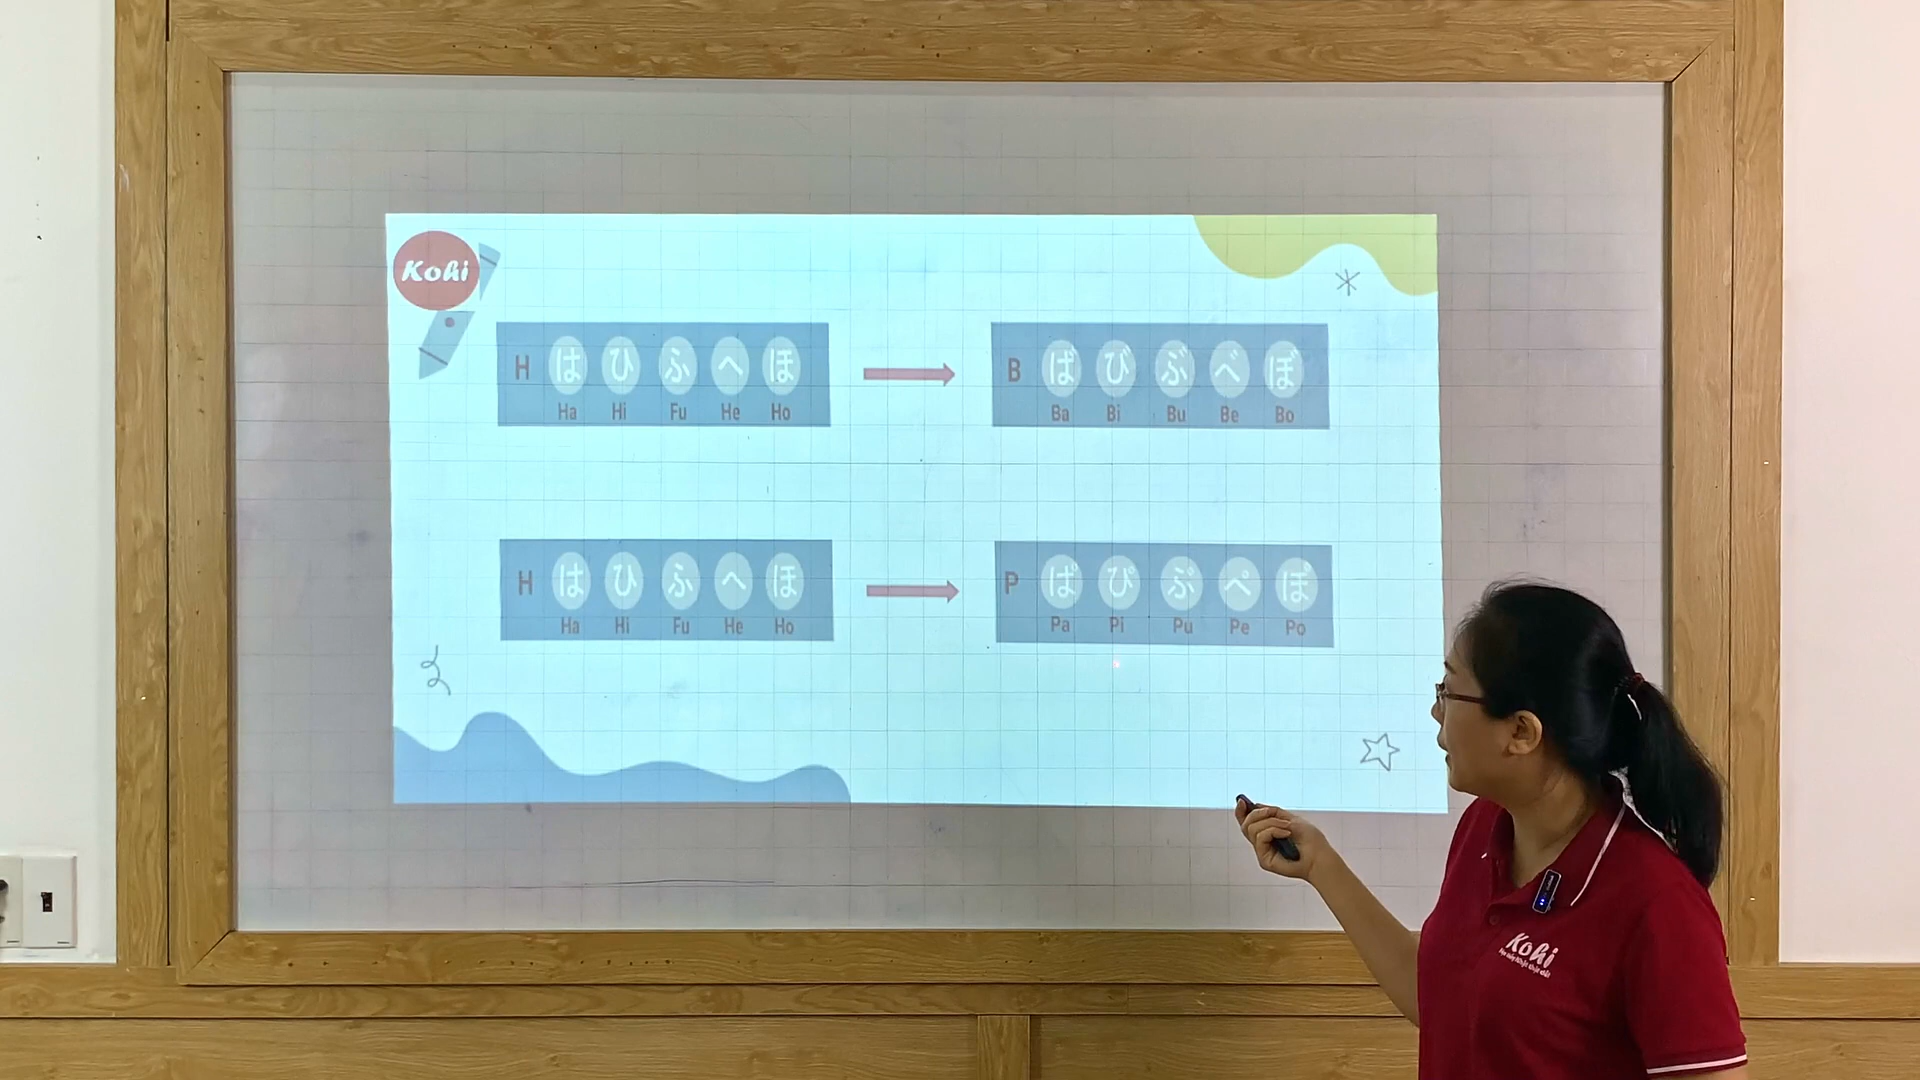 Kohi
H は ひ ふ へ ほ
Ha Hi Fu He Ho
B ば び ぶ べ ぼ
Ba Bi Bu Be Bo
H は ひ ふ へ ほ
Ha Hi Fu He Ho
P ぱ ぴ ぷ ぺ ぽ
Pa Pi Pu Pe Po
Kohi